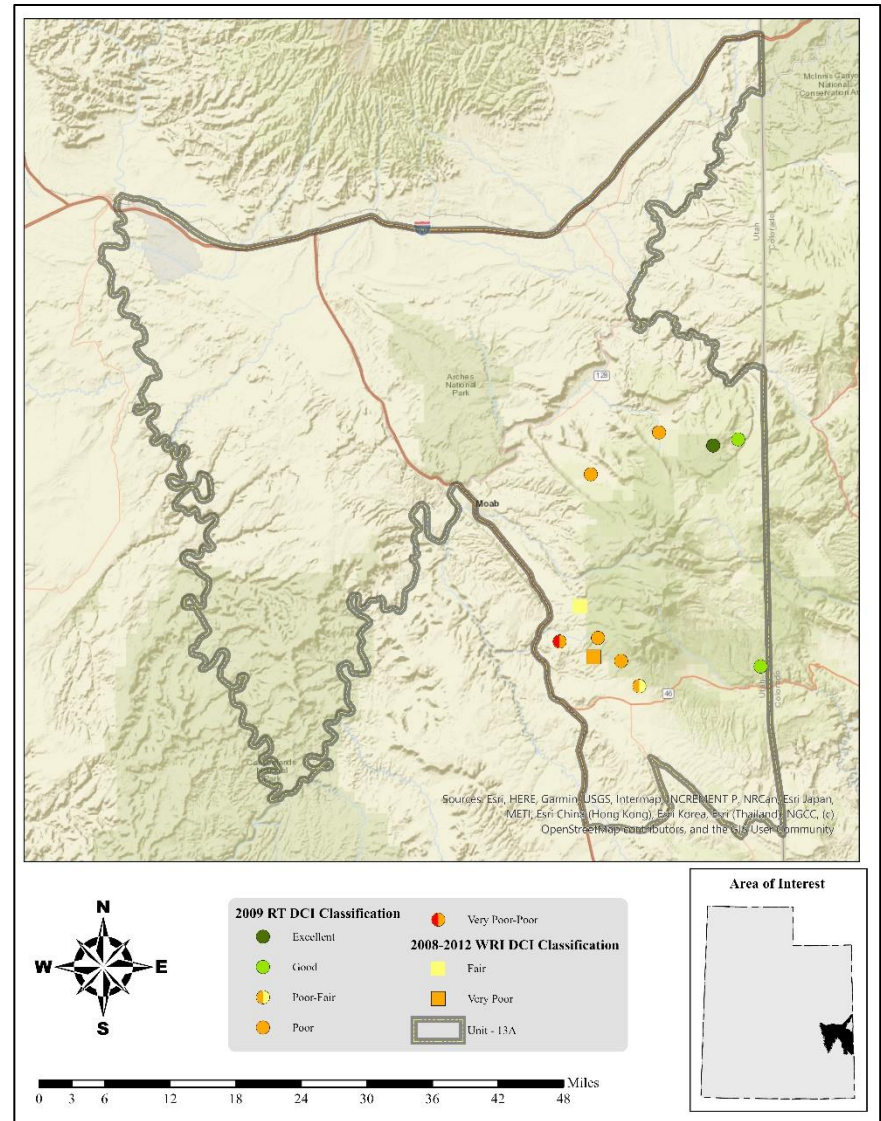 McInnis Canyons
National
Conservation Area
Utah
Colorado
70
Arches
National
Park
128
Moab
46
Utah
Colorado
Canyonlands
National
Park
Sources: Esri, HERE, Garmin, USGS, Intermap, INCREMENT P, NRCan, Esri Japan,
METI, Esri China (Hong Kong), Esri Korea, Esri (Thailand), NGCC, (c)
OpenStreetMap contributors, and the GIS User Community
N
W E
S
2009 RT DCI Classification
Excellent
Good
Poor-Fair
Poor
Very Poor-Poor
2008-2012 WRI DCI Classification
Fair
Very Poor
Unit - 13A
Area of Interest
Miles
0 3 6 12 18 24 30 36 42 48